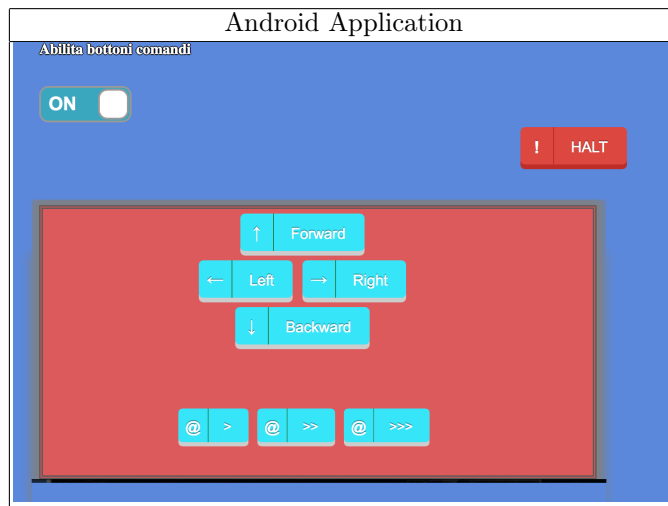 Android Application
Abilita bottoni comandi
ON
! HALT
↑ Forward
← Left → Right
↓ Backward
@ > @ >> @ >>>